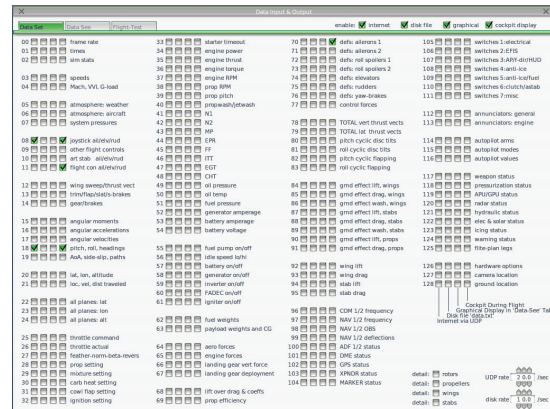 Data Input & Output
Data Set
Data See
Flight-Test
enable: internet disk file graphical cockpit display
00 frame rate
01 times
02 sim stats
03 speeds
04 Mach, VVI, G-load
05 atmosphere: weather
06 atmosphere: aircraft
07 system pressures
08 joystick ail/elv/rud
09 other flight controls
10 art stab ail/elv/rud
11 flight con ail/elv/rud
12 wing sweep/thrust vect
13 trim/flap/slat/s-brakes
14 gear/brakes
15 angular moments
16 angular accelerations
17 angular velocities
18 pitch, roll, headings
19 AoA, side-slip, paths
20 lat, lon, altitude
21 loc, vel, dist traveled
22 all planes: lat
23 all planes: lon
24 all planes: alt
25 throttle command
26 throttle actual
27 feather-norm-beta-revers
28 prop setting
29 mixture setting
30 carb heat setting
31 cowl flap setting
32 ignition setting
33 starter timeout
34 engine power
35 engine thrust
36 engine torque
37 engine RPM
38 prop RPM
39 prop pitch
40 propwash/jetwash
41 N1
42 N2
43 MP
44 EPR
45 FF
46 ITT
47 EGT
48 CHT
49 oil pressure
50 oil temp
51 fuel pressure
52 generator amperage
53 battery amperage
54 battery voltage
55 fuel pump on/off
56 idle speed lo/hi
57 battery on/off
58 generator on/off
59 inverter on/off
60 FADEC on/off
61 igniter on/off
62 fuel weights
63 payload weights and CG
64 aero forces
65 engine forces
66 landing gear vert force
67 landing gear deployment
68 lift over drag & coeffs
69 prop efficiency
70 defs: ailerons 1
71 defs: ailerons 2
72 defs: roll spoilers 1
73 defs: roll spoilers 2
74 defs: elevators
75 defs: rudders
76 defs: yaw-brakes
77 control forces
78 TOTAL vert thrust vects
79 TOTAL lat thrust vects
80 pitch cyclic disc tilts
81 roll cyclic disc tilts
82 pitch cyclic flapping
83 roll cyclic flapping
84 grnd effect lift, wings
85 grnd effect drag, wings
86 grnd effect wash, wings
87 grnd effect lift, stabs
88 grnd effect drag, stabs
89 grnd effect wash, stabs
90 grnd effect lift, props
91 grnd effect drag, props
92 wing lift
93 wing drag
94 stab lift
95 stab drag
96 COM 1/2 frequency
97 NAV 1/2 frequency
98 NAV 1/2 OBS
99 NAV 1/2 deflections
100 ADF 1/2 status
101 DME status
102 GPS status
103 XPNDR status
104 MARKER status
105 switches 1:electrical
106 switches 2:EFIS
107 switches 3:AP/f-dir/HUD
108 switches 4:anti-ice
109 switches 5:anti-ice/fuel
110 switches 6:clutch/astab
111 switches 7:misc
112 annunciators: general
113 annunciators: engine
114 autopilot arms
115 autopilot modes
116 autopilot values
117 weapon status
118 pressurization status
119 APU/GPU status
120 radar status
121 hydraulic status
122 elec & solar status
123 icing status
124 warning status
125 flite-plan legs
126 hardware options
127 camera location
128 ground location
Cockpit During Flight
Graphical Display in 'Data-See' Tab
Disk file 'data.txt'
Internet via UDP
detail: rotors
detail: propellers
detail: wings
detail: stabs
UDP rate 2 0.0 /sec
disk rate 1 0.0 /sec